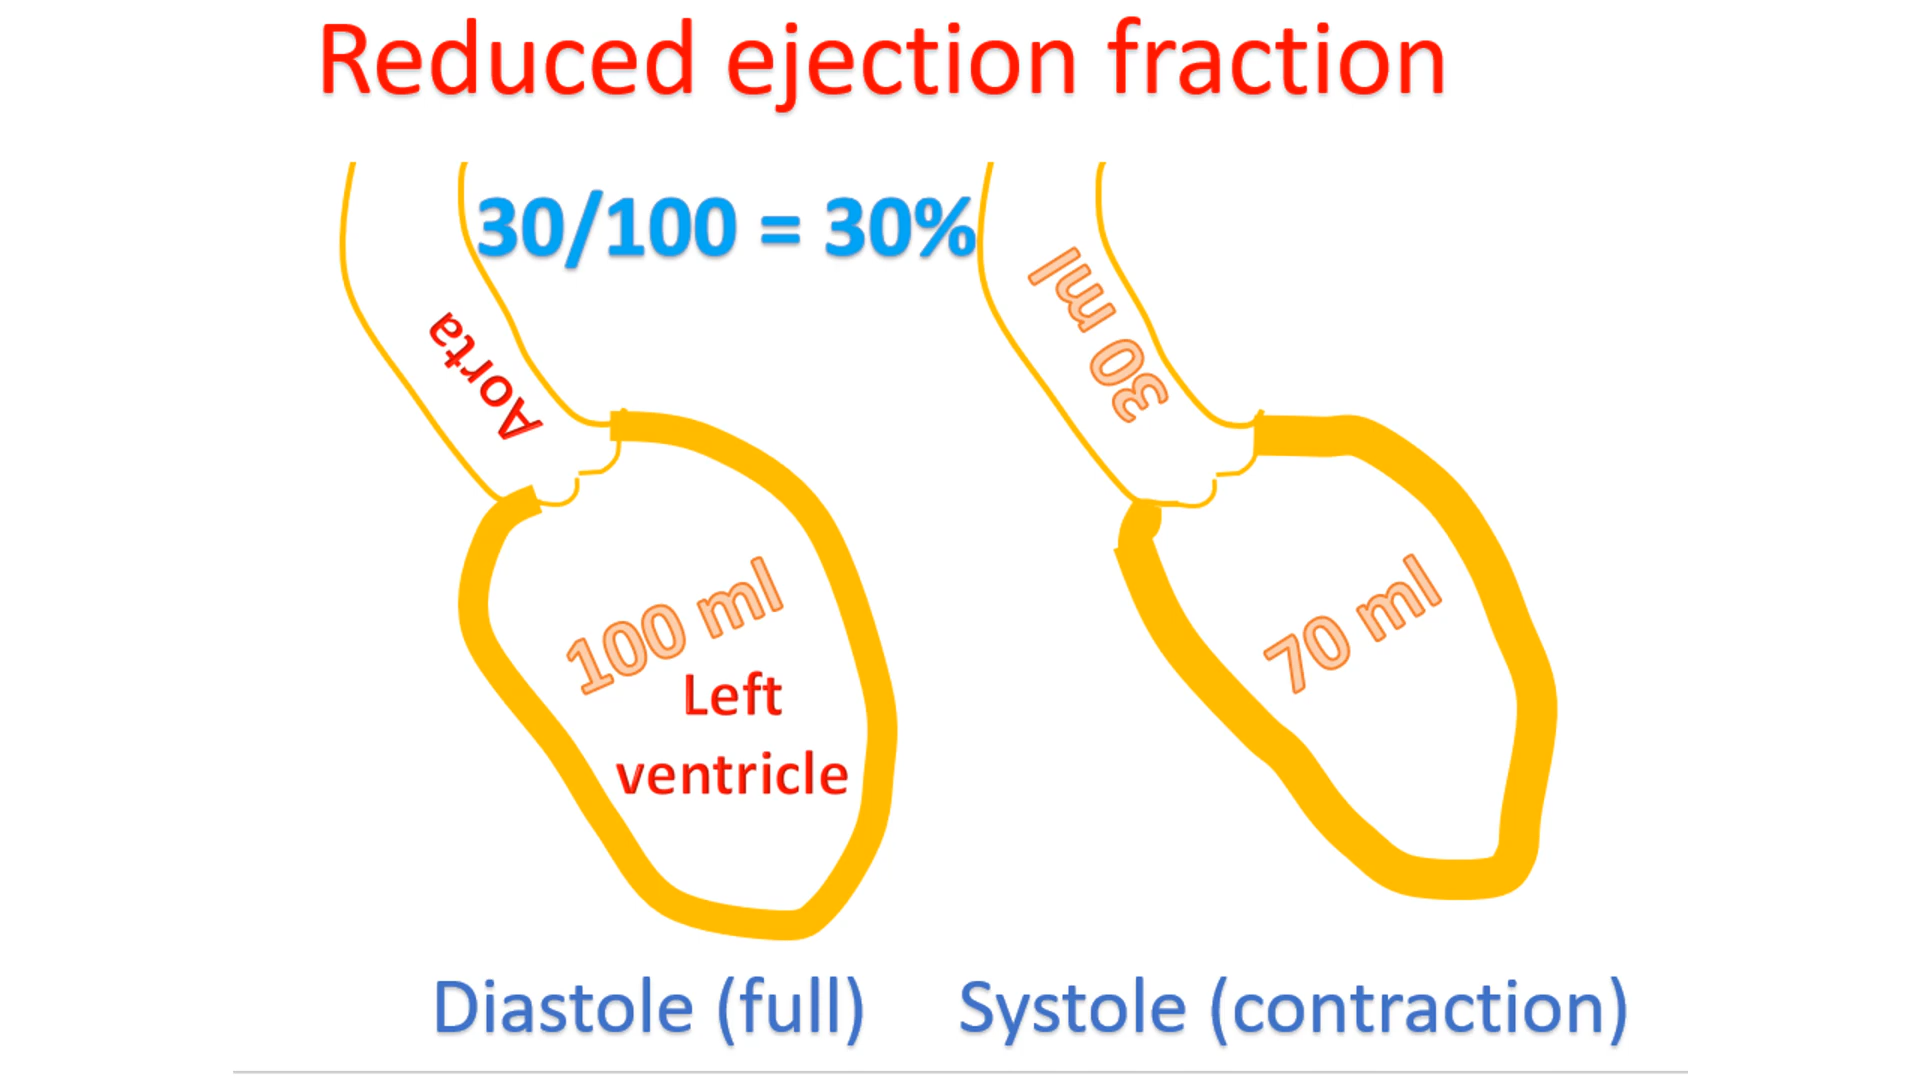 Reduced ejection fraction
30/100 = 30%
Aorta
30 ml
100 ml
Left
ventricle
70 ml
Diastole (full)
Systole (contraction)